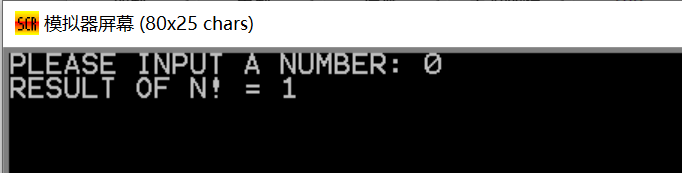 SCR 模拟器屏幕 (80x25 chars)
PLEASE INPUT A NUMBER: 0
RESULT OF N! = 1